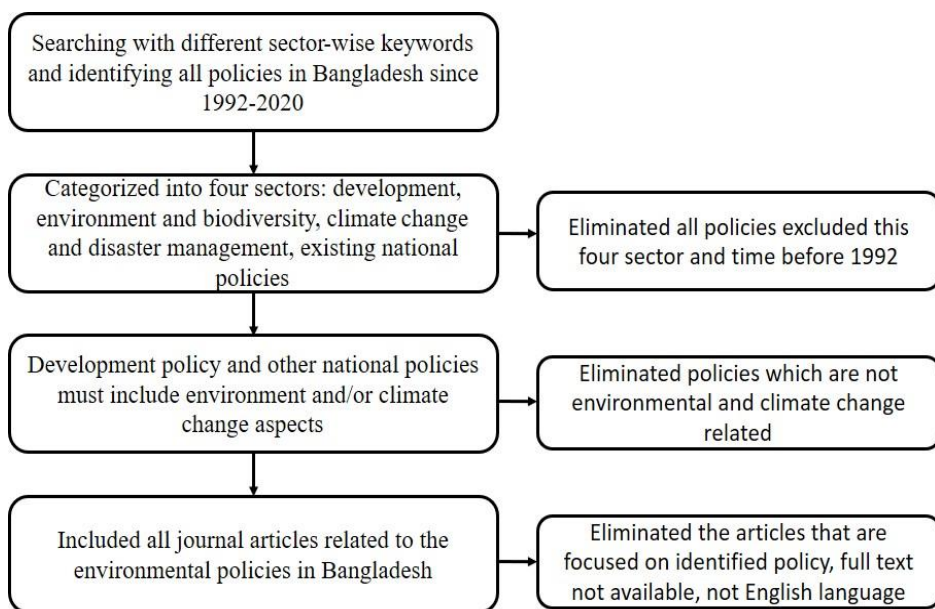 Searching with different sector-wise keywords
and identifying all policies in Bangladesh since
1992-2020
Categorized into four sectors: development,
environment and biodiversity, climate change
and disaster management, existing national
policies
Eliminated all policies excluded this
four sector and time before 1992
Development policy and other national policies
must include environment and/or climate
change aspects
Eliminated policies which are not
environmental and climate change
related
Included all journal articles related to the
environmental policies in Bangladesh
Eliminated the articles that are
focused on identified policy, full text
not available, not English language